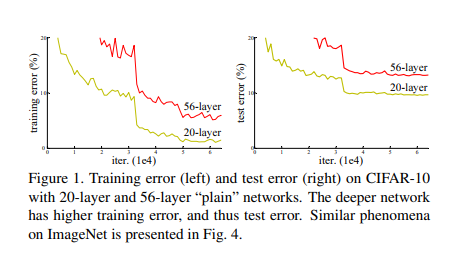 20
10
0
0
1
2
3
4
5
6
iter. (1e4)
training error (%)
56-layer
20-layer
20
10
0
0
1
2
3
4
5
6
iter. (1e4)
test error (%)
56-layer
20-layer
Figure 1. Training error (left) and test error (right) on CIFAR-10
with 20-layer and 56-layer “plain” networks. The deeper network
has higher training error, and thus test error. Similar phenomena
on ImageNet is presented in Fig. 4.